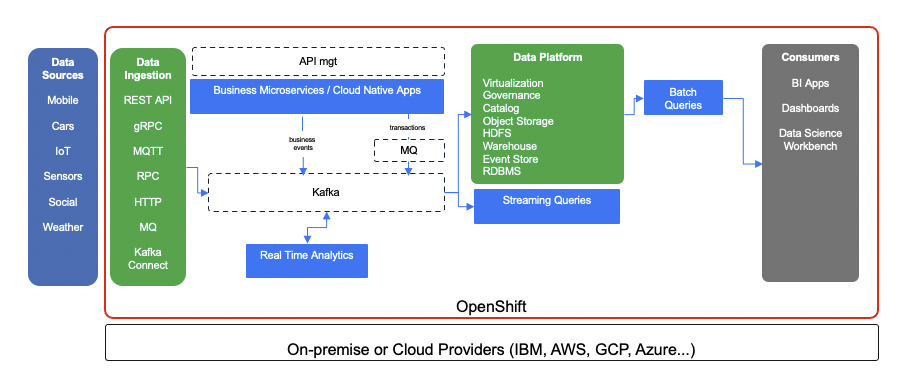 Data
Sources
Mobile
Cars
IoT
Sensors
Social
Weather
Data
Ingestion
REST API
gRPC
MQTT
RPC
HTTP
MQ
Kafka
Connect
API mgt
Business Microservices / Cloud Native Apps
business
events
transactions
MQ
Kafka
Real Time Analytics
Data Platform
Virtualization
Governance
Catalog
Object Storage
HDFS
Warehouse
Event Store
RDBMS
Streaming Queries
Batch
Queries
Consumers
BI Apps
Dashboards
Data Science
Workbench
OpenShift
On-premise or Cloud Providers (IBM, AWS, GCP, Azure...)